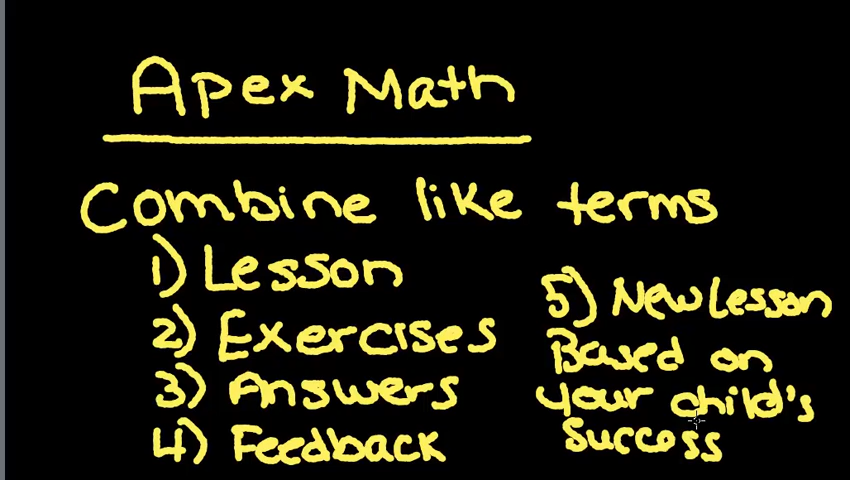 Apex Math
Combine like terms
1) Lesson
2) Exercises
3) Answers
4) Feedback
5) New Lesson
Based on
your child's
success